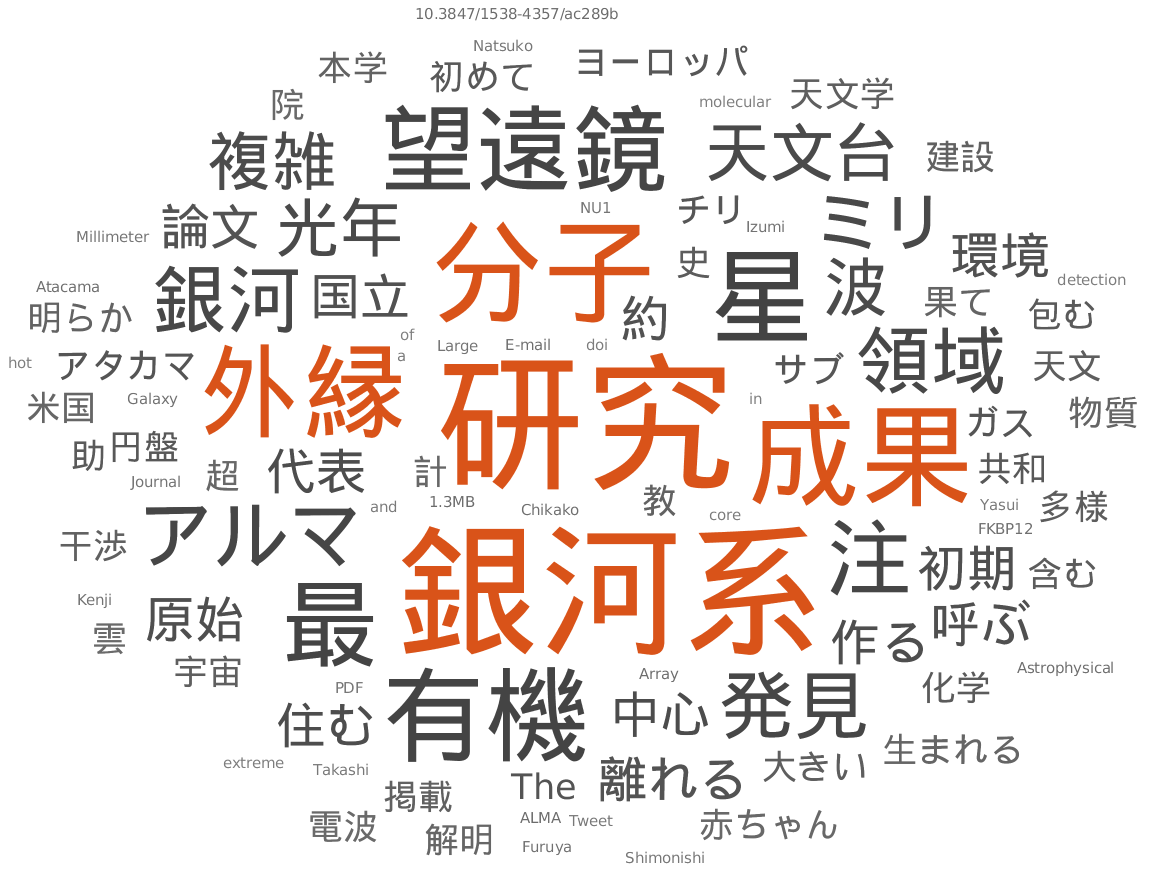 10.3847/1538-4357/ac289b
本学 初めて Natsuko ヨーロッパ
院 molecular 天文学
複雑 望遠鏡 天文台 建設
論文 光年 NU1 チリ Izumi ミリ 環境
Millimeter
Atacama 銀河 国立 分子 史 星 波 果て detection
明らか 約 包む
hot アタカマ of a Large E-mail doi サブ 領域 天文
米国 Galaxy 外縁 研究 in 成果 ガス 物質
助 円盤 Journal 超 代表 計 共和
干渉 アルマ and 1.3MB Chikako 教 core Yasui 多様
FKBP12
Kenji 原始 最 銀河系 注 初期 含む
雲 宇宙 作る 呼ぶ
PDF 有機 Array 中心 発見 化学 Astrophysical
住む
extreme Takashi 離れる 大きい 生まれる
掲載 The
電波 解明 ALMA Tweet 赤ちゃん
Furuya Shimonishi